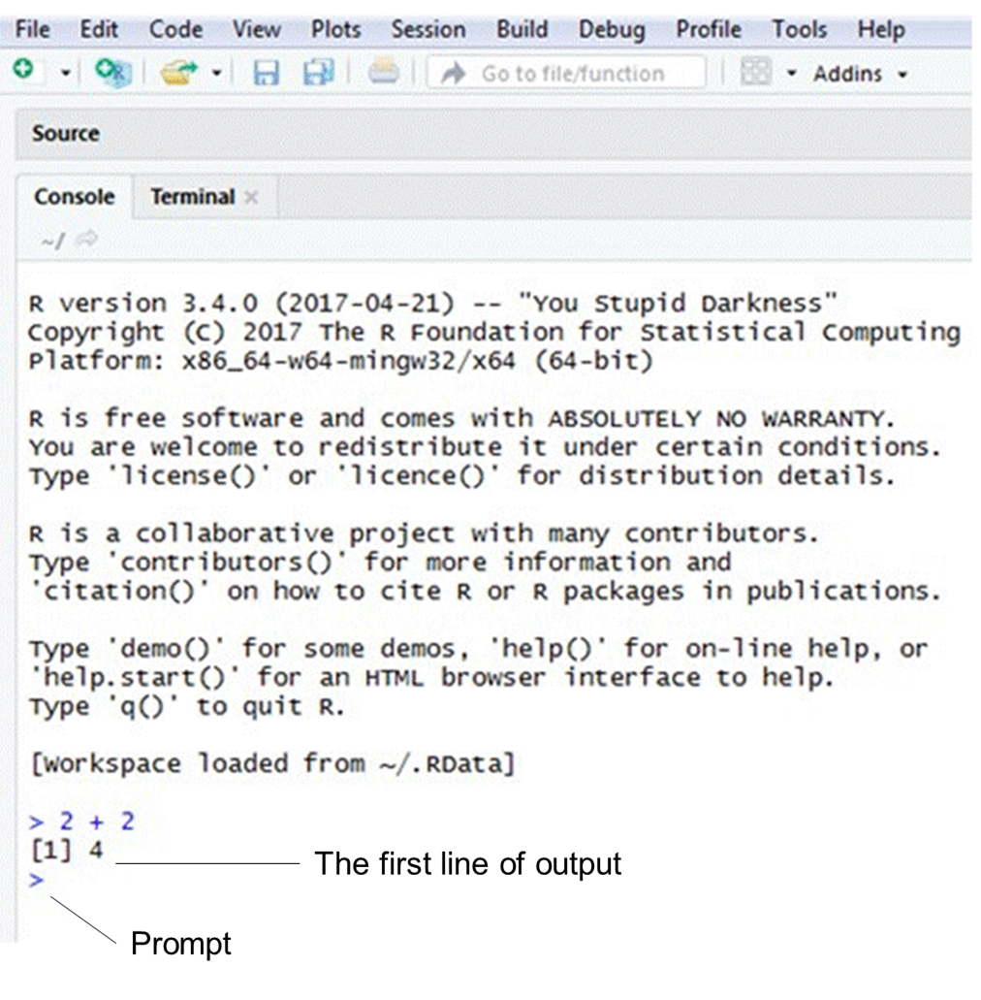 File Edit Code View Plots Session Build Debug Profile Tools Help
Go to file/function Addins
Source
Console Terminal ×
~/
R version 3.4.0 (2017-04-21) -- "You Stupid Darkness"
Copyright (C) 2017 The R Foundation for Statistical Computing
Platform: x86_64-w64-mingw32/x64 (64-bit)
R is free software and comes with ABSOLUTELY NO WARRANTY.
You are welcome to redistribute it under certain conditions.
Type 'license()' or 'licence()' for distribution details.
R is a collaborative project with many contributors.
Type 'contributors()' for more information and
'citation()' on how to cite R or R packages in publications.
Type 'demo()' for some demos, 'help()' for on-line help, or
'help.start()' for an HTML browser interface to help.
Type 'q()' to quit R.
[Workspace loaded from ~/.RData]
> 2 + 2
[1] 4
The first line of output
>
Prompt